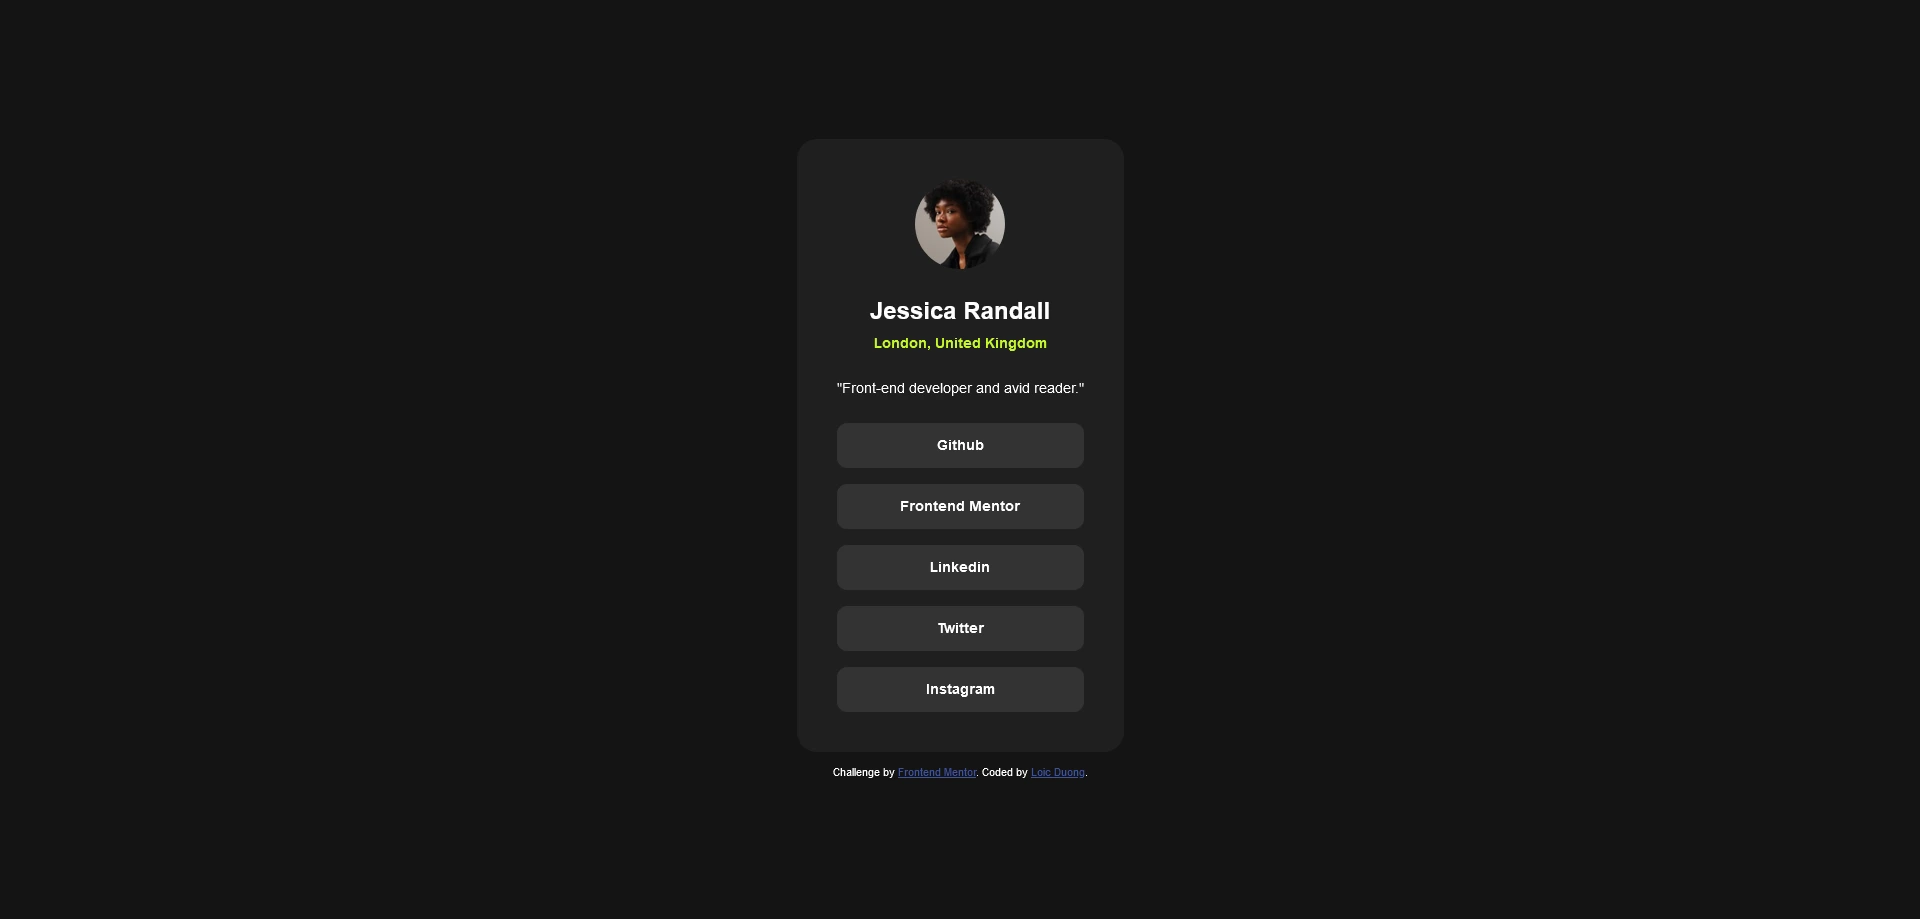 Jessica Randall
London, United Kingdom
"Front-end developer and avid reader."
Github
Frontend Mentor
Linkedin
Twitter
Instagram
Challenge by Frontend Mentor. Coded by Loic Duong.